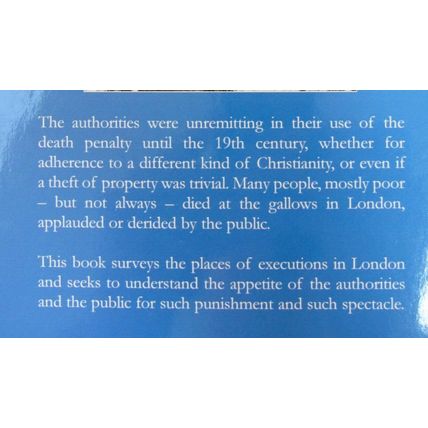 The authorities were unremitting in their use of the
death penalty until the 19th century, whether for
adherence to a different kind of Christianity, or even if
a theft of property was trivial. Many people, mostly poor
– but not always – died at the gallows in London,
applauded or derided by the public.
This book surveys the places of executions in London
and seeks to understand the appetite of the authorities
and the public for such punishment and such spectacle.